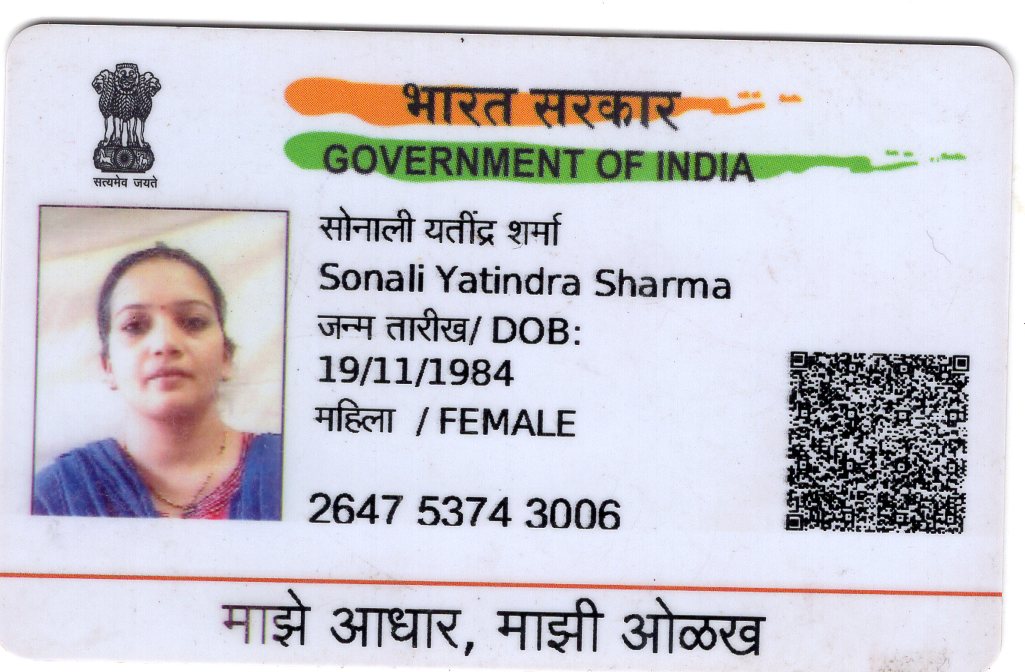 भारत सरकार
GOVERNMENT OF INDIA
सत्यमेव जयते
सोनाली यतींद्र शर्मा
Sonali Yatindra Sharma
जन्म तारीख/ DOB:
19/11/1984
महिला / FEMALE
2647 5374 3006
माझे आधार, माझी ओळख